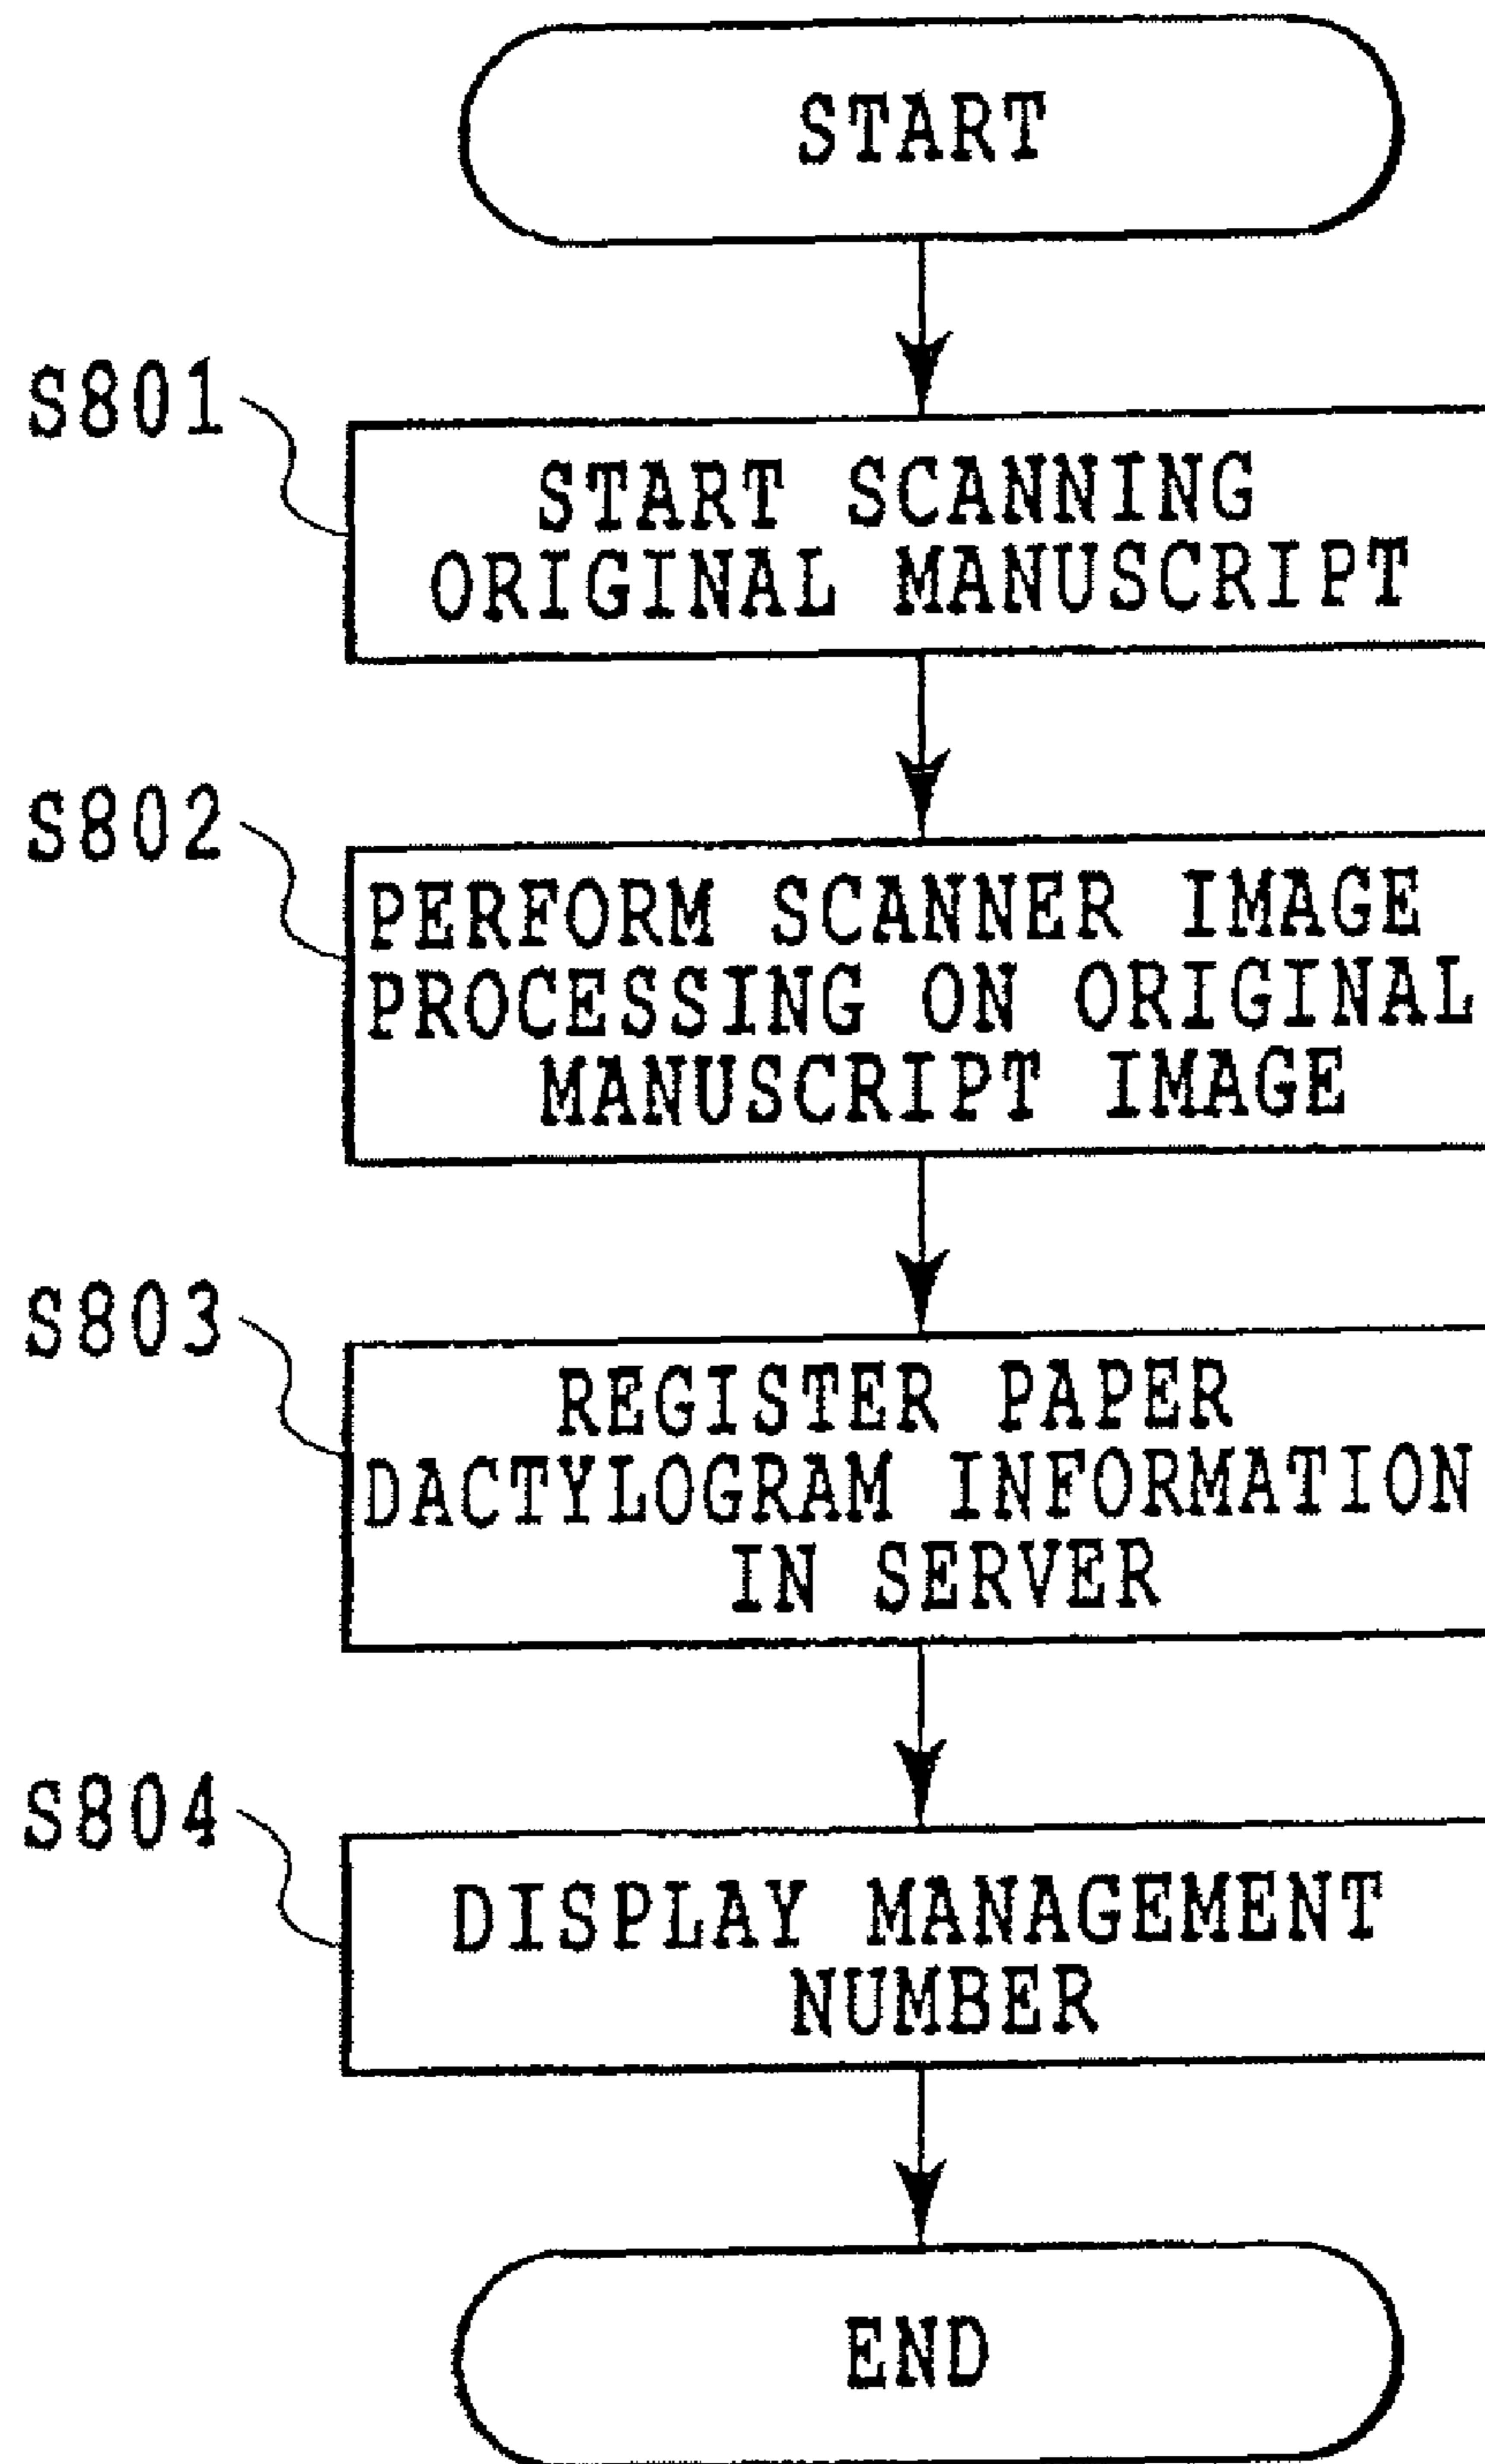 START
S801
START SCANNING
ORIGINAL MANUSCRIPT
S802
PERFORM SCANNER IMAGE
PROCESSING ON ORIGINAL
MANUSCRIPT IMAGE
S803
REGISTER PAPER
DACTYLOGRAM INFORMATION
IN SERVER
S804
DISPLAY MANAGEMENT
NUMBER
END